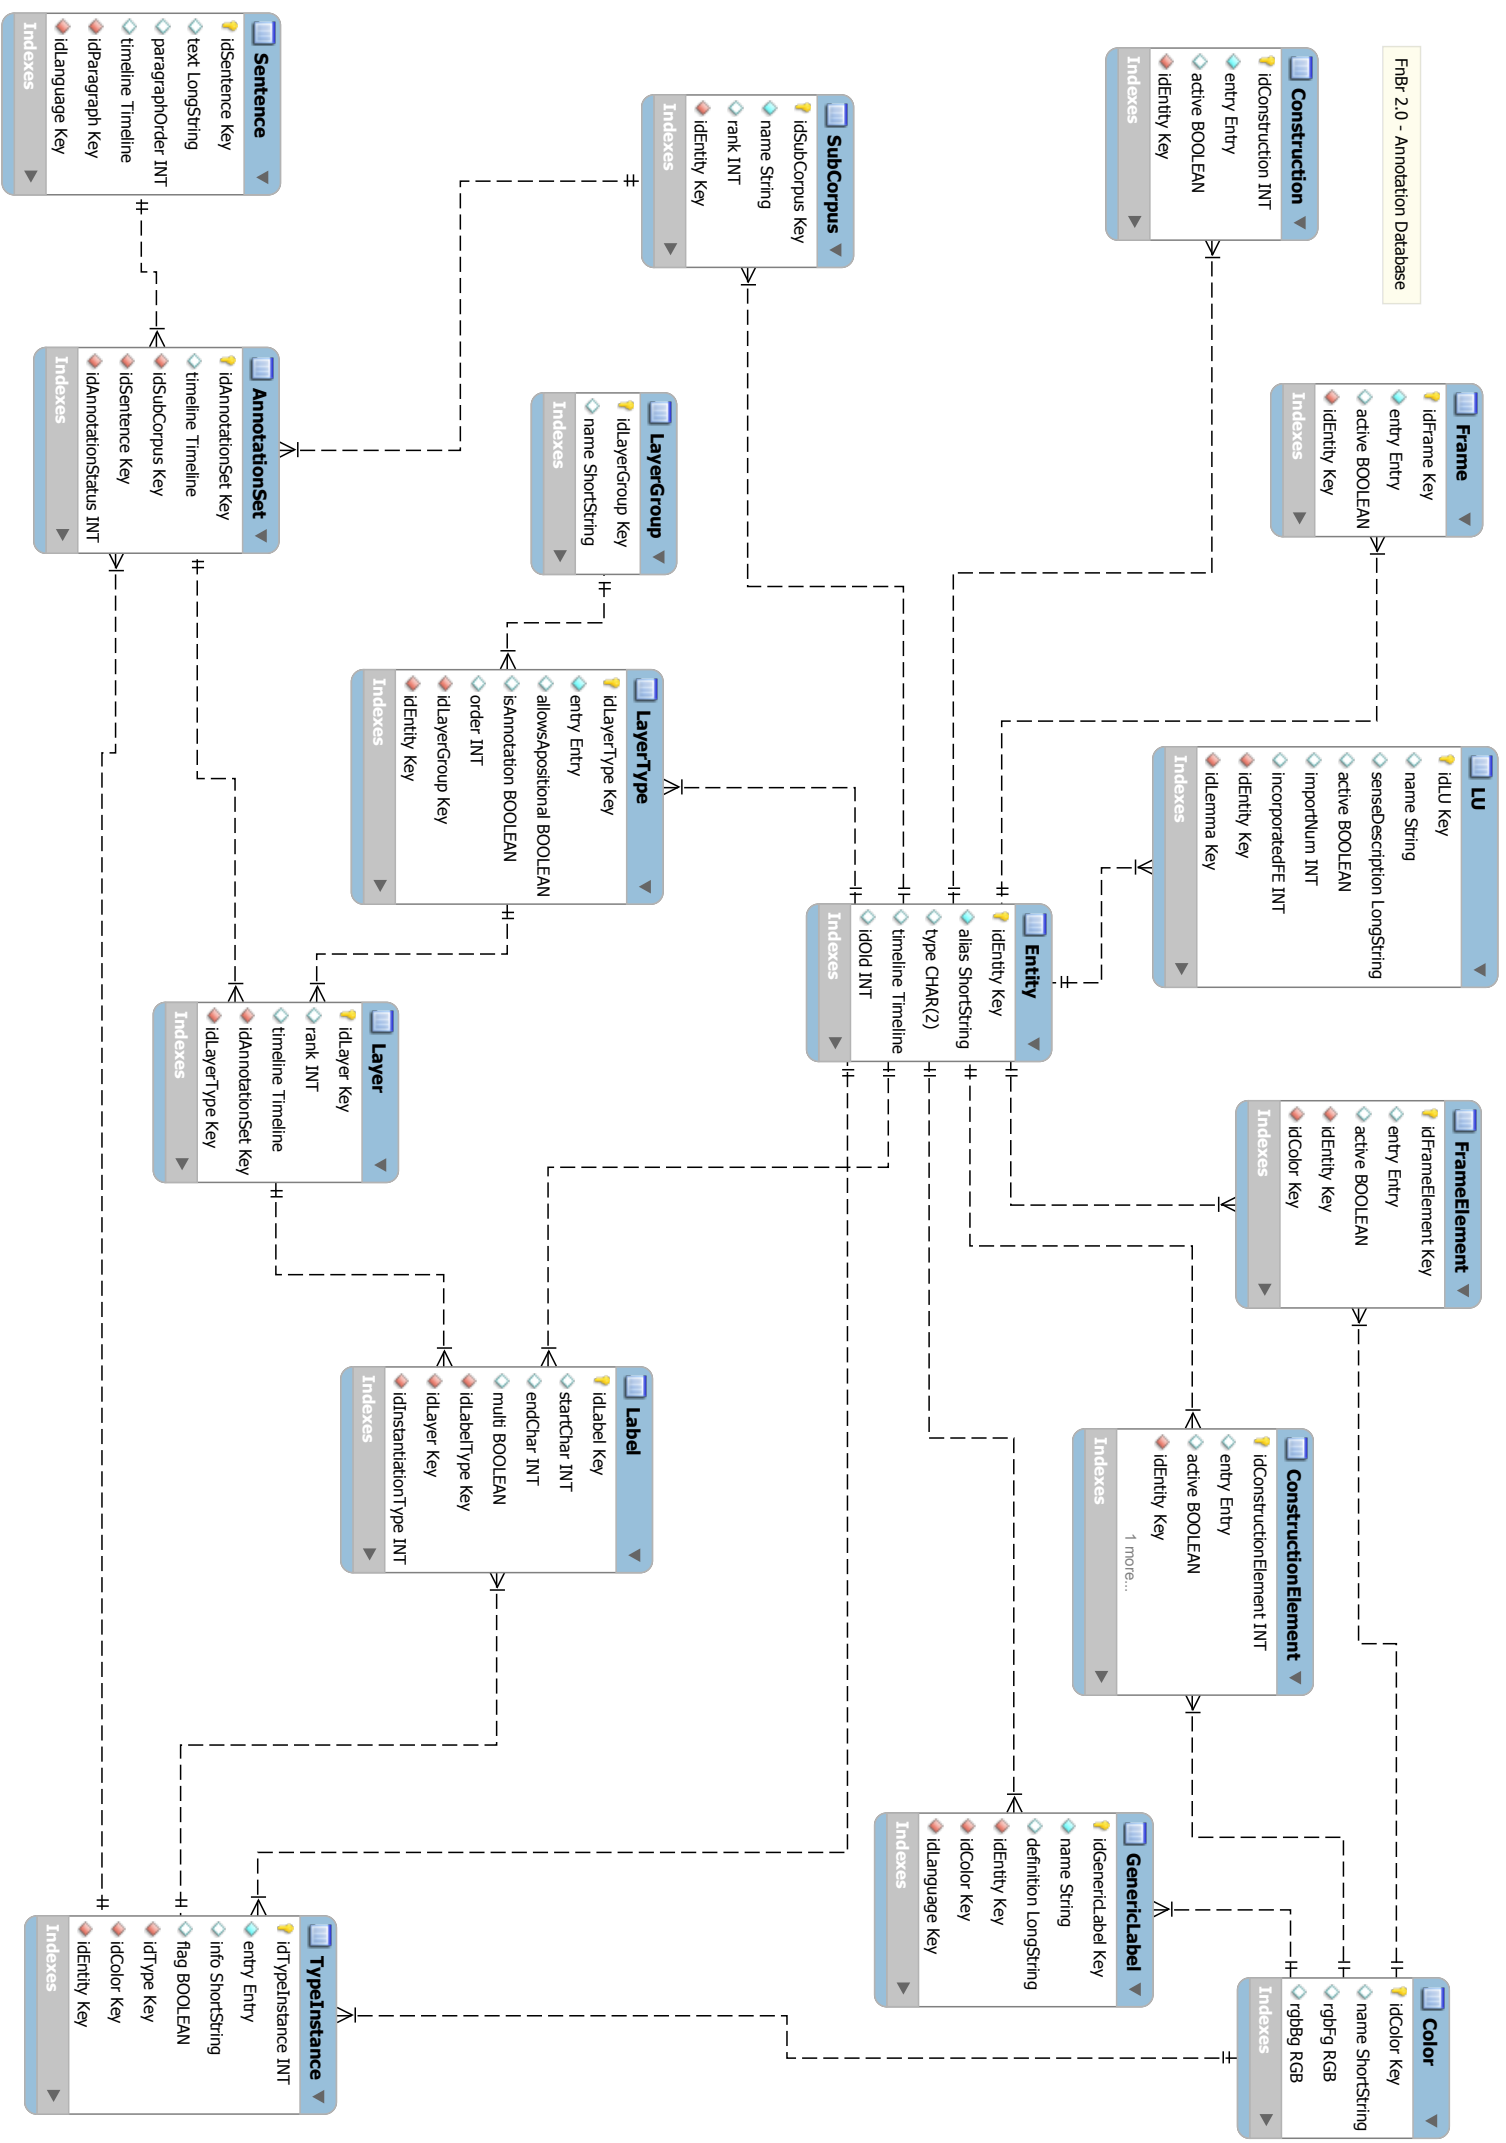 FnBr 2.0 - Annotation Database
Construction
idConstruction INT
entry Entry
active BOOLEAN
idEntity Key
Indexes
Frame
idFrame Key
entry Entry
active BOOLEAN
idEntity Key
Indexes
LU
idLU Key
name String
senseDescription LongString
active BOOLEAN
importNum INT
incorporatedFE INT
idEntity Key
idLemma Key
Indexes
FrameElement
idFrameElement Key
entry Entry
active BOOLEAN
idEntity Key
idColor Key
Indexes
Color
idColor Key
name ShortString
rgbFg RGB
rgbBg RGB
Indexes
ConstructionElement
idConstructionElement INT
entry Entry
active BOOLEAN
idEntity Key
1 more...
Indexes
GenericLabel
idGenericLabel Key
name String
definition LongString
idEntity Key
idColor Key
idLanguage Key
Indexes
Entity
idEntity Key
alias ShortString
type CHAR(2)
timeline Timeline
idOld INT
Indexes
SubCorpus
idSubCorpus Key
name String
rank INT
idEntity Key
Indexes
LayerGroup
idLayerGroup Key
name ShortString
Indexes
LayerType
idLayerType Key
entry Entry
allowsApositional BOOLEAN
isAnnotation BOOLEAN
order INT
idLayerGroup Key
idEntity Key
Indexes
Label
idLabel Key
startChar INT
endChar INT
multi BOOLEAN
idLabelType Key
idLayer Key
idInstantiationType INT
Indexes
Layer
idLayer Key
rank INT
timeline Timeline
idAnnotationSet Key
idLayerType Key
Indexes
Sentence
idSentence Key
text LongString
paragraphOrder INT
timeline Timeline
idParagraph Key
idLanguage Key
Indexes
AnnotationSet
idAnnotationSet Key
timeline Timeline
idSubCorpus Key
idSentence Key
idAnnotationStatus INT
Indexes
TypeInstance
idTypeInstance INT
entry Entry
info ShortString
flag BOOLEAN
idType Key
idColor Key
idEntity Key
Indexes